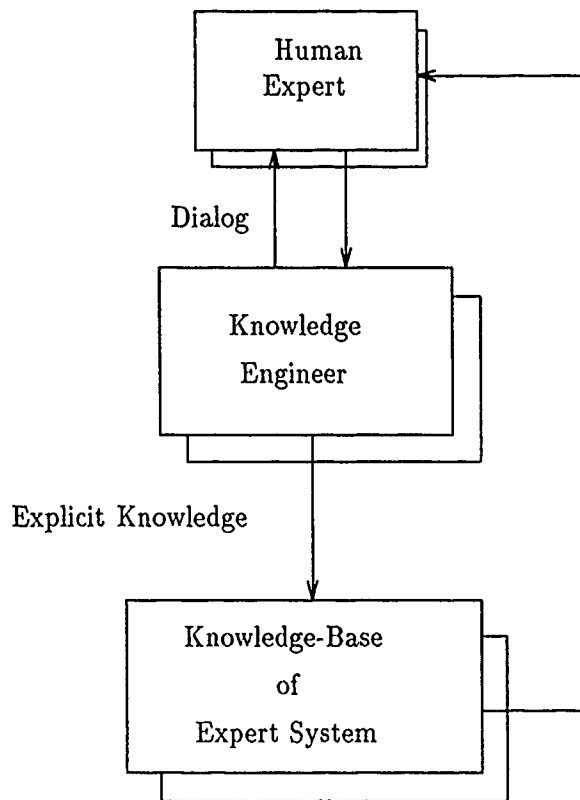 Human
Expert
Dialog
Knowledge
Engineer
Explicit Knowledge
Knowledge-Base
of
Expert System